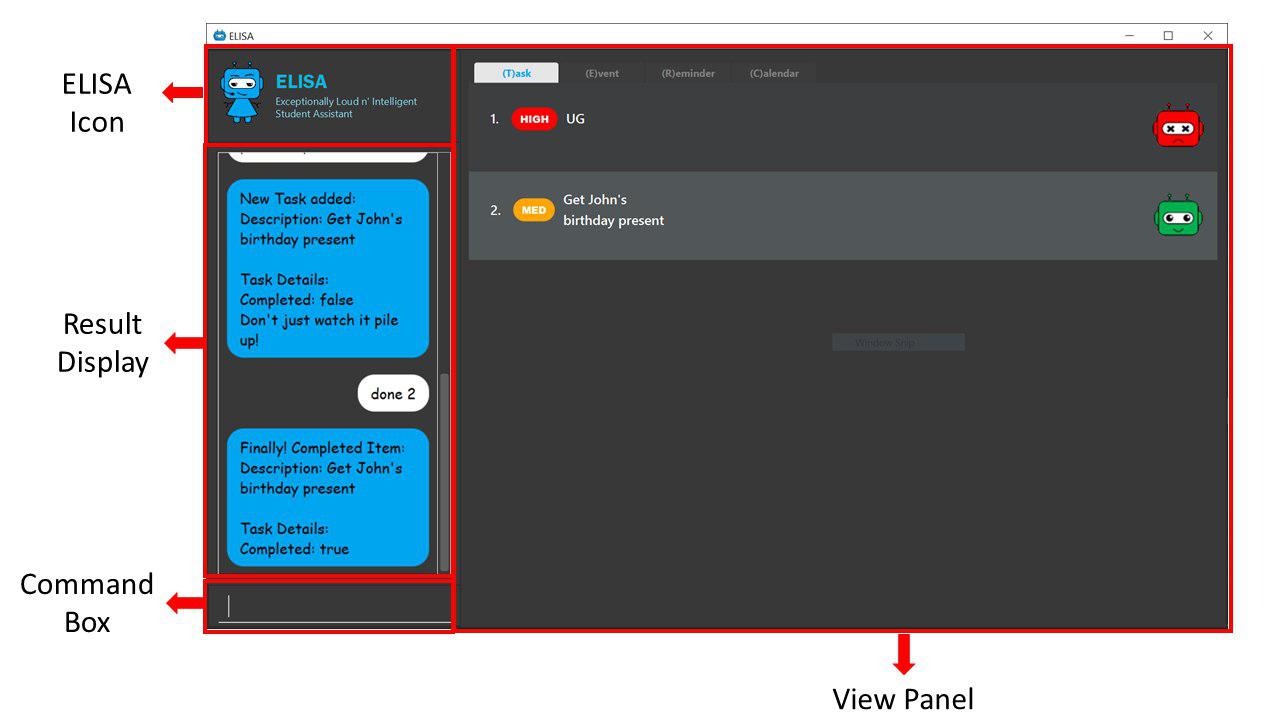 ELISA
ELISA
Icon
ELISA
Exceptionally Loud n' Intelligent
Student Assistant
(T)ask
(E)vent
(R)eminder
(C)alendar
1. HIGH UG
2. MED Get John's
birthday present
Window Snip
New Task added:
Description: Get John's
birthday present
Task Details:
Completed: false
Don't just watch it pile
up!
done 2
Finally! Completed Item:
Description: Get John's
birthday present
Task Details:
Completed: true
Result
Display
Command
Box
View Panel